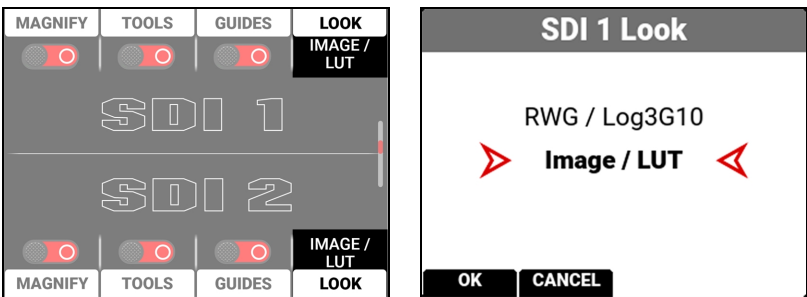 MAGNIFY TOOLS GUIDES LOOK
IMAGE /
LUT
SDI 1
SDI 2
IMAGE /
LUT
MAGNIFY TOOLS GUIDES LOOK
SDI 1 Look
RWG / Log3G10
Image / LUT
OK CANCEL